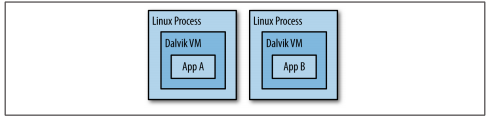 Linux Process
Dalvik VM
App A
Linux Process
Dalvik VM
App B